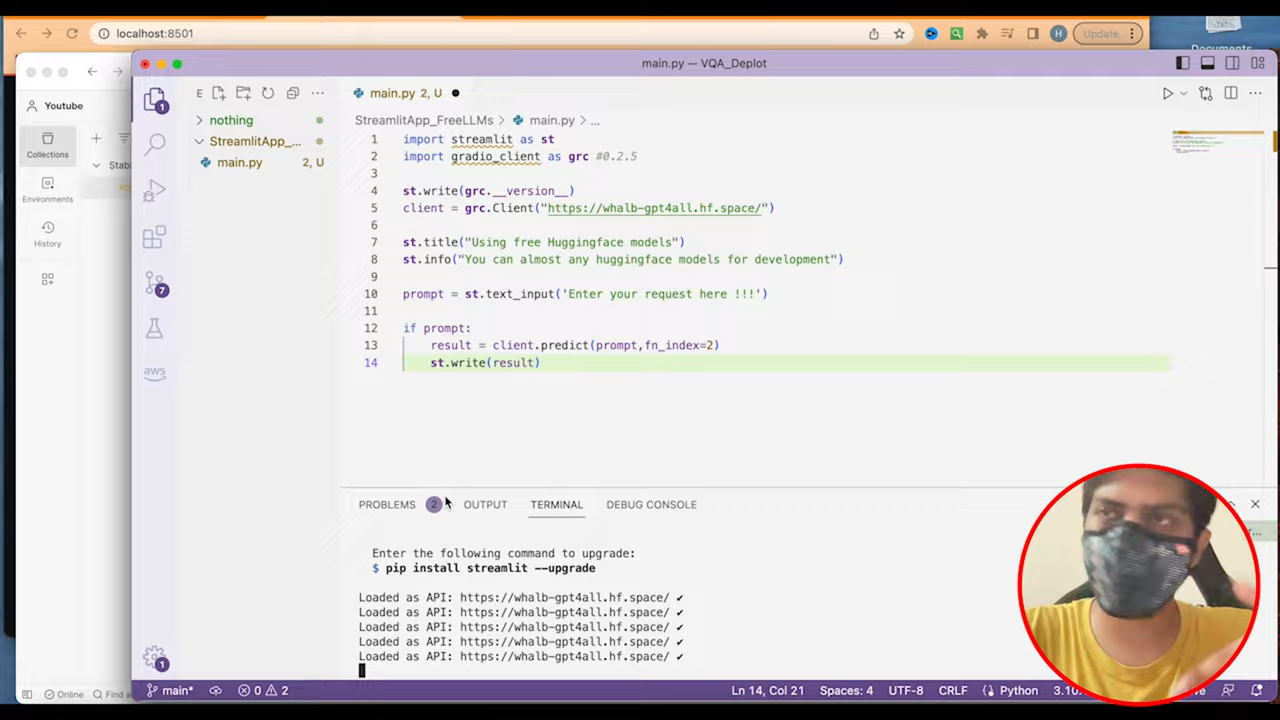 localhost:8501
Update
TXT
main.py — VQA_Deplot
Youtube
Collections
Environments
History
Stab
E
1
nothing
StreamlitApp_...
main.py 2, U
7
aws
1
main.py 2, U
StreamlitApp_FreeLLMs > main.py > ...
1 import streamlit as st
2 import gradio_client as grc #0.2.5
3
4 st.write(grc.__version__)
5 client = grc.Client("https://whalb-gpt4all.hf.space/")
6
7 st.title("Using free Huggingface models")
8 st.info("You can almost any huggingface models for development")
9
10 prompt = st.text_input('Enter your request here !!!')
11
12 if prompt:
13 result = client.predict(prompt,fn_index=2)
14 st.write(result)
PROBLEMS 2 OUTPUT TERMINAL DEBUG CONSOLE
Enter the following command to upgrade:
$ pip install streamlit --upgrade
Loaded as API: https://whalb-gpt4all.hf.space/ ✔
Loaded as API: https://whalb-gpt4all.hf.space/ ✔
Loaded as API: https://whalb-gpt4all.hf.space/ ✔
Loaded as API: https://whalb-gpt4all.hf.space/ ✔
Loaded as API: https://whalb-gpt4all.hf.space/ ✔
Online Find a
main* 0 2 Ln 14, Col 21 Spaces: 4 UTF-8 CRLF Python 3.10